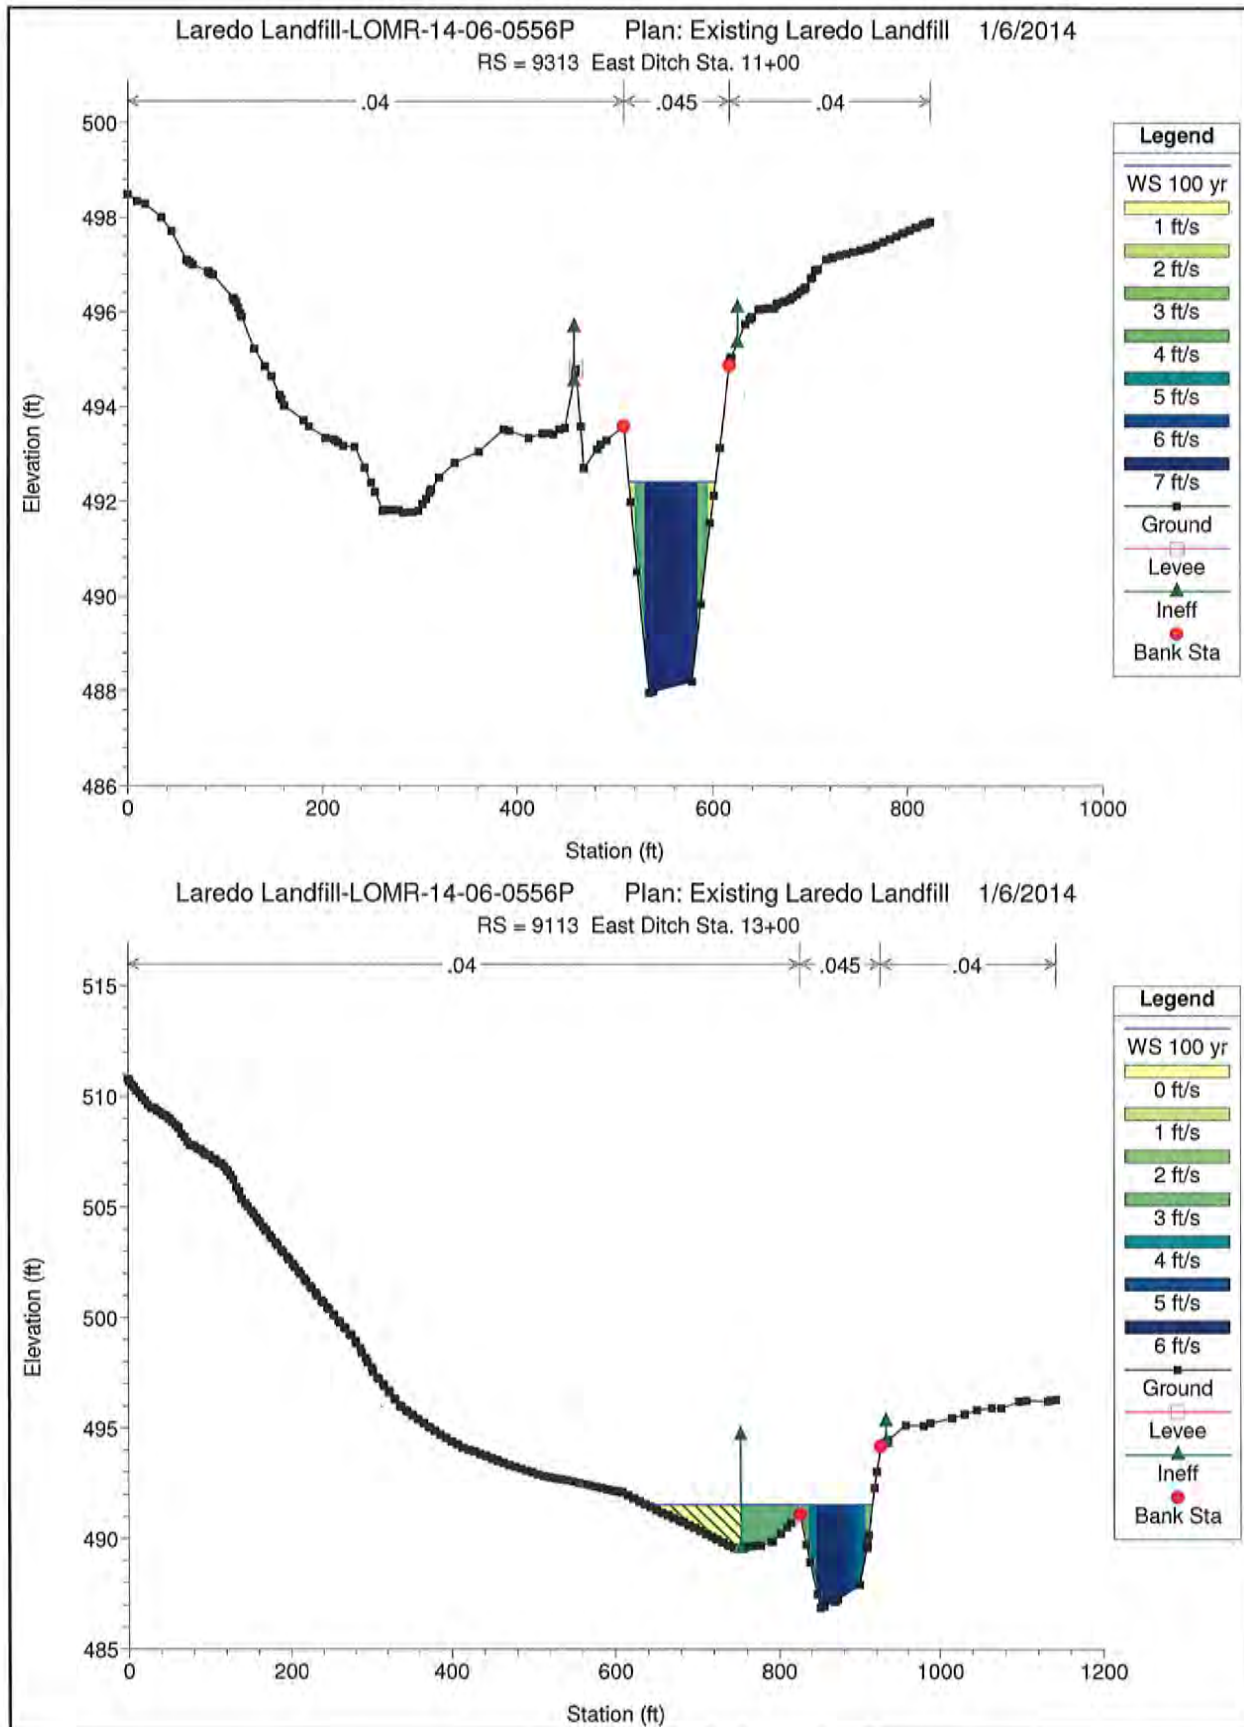 Laredo Landfill-LOMR-14-06-0556P Plan: Existing Laredo Landfill 1/6/2014
RS = 9313 East Ditch Sta. 11+00
.04 .045 .04
500
498
496
494
492
490
488
486
Elevation (ft)
0 200 400 600 800 1000
Station (ft)
Legend
WS 100 yr
1 ft/s
2 ft/s
3 ft/s
4 ft/s
5 ft/s
6 ft/s
7 ft/s
Ground
Levee
Ineff
Bank Sta
Laredo Landfill-LOMR-14-06-0556P Plan: Existing Laredo Landfill 1/6/2014
RS = 9113 East Ditch Sta. 13+00
.04 .045 .04
515
510
505
500
495
490
485
Elevation (ft)
0 200 400 600 800 1000 1200
Station (ft)
Legend
WS 100 yr
0 ft/s
1 ft/s
2 ft/s
3 ft/s
4 ft/s
5 ft/s
6 ft/s
Ground
Levee
Ineff
Bank Sta